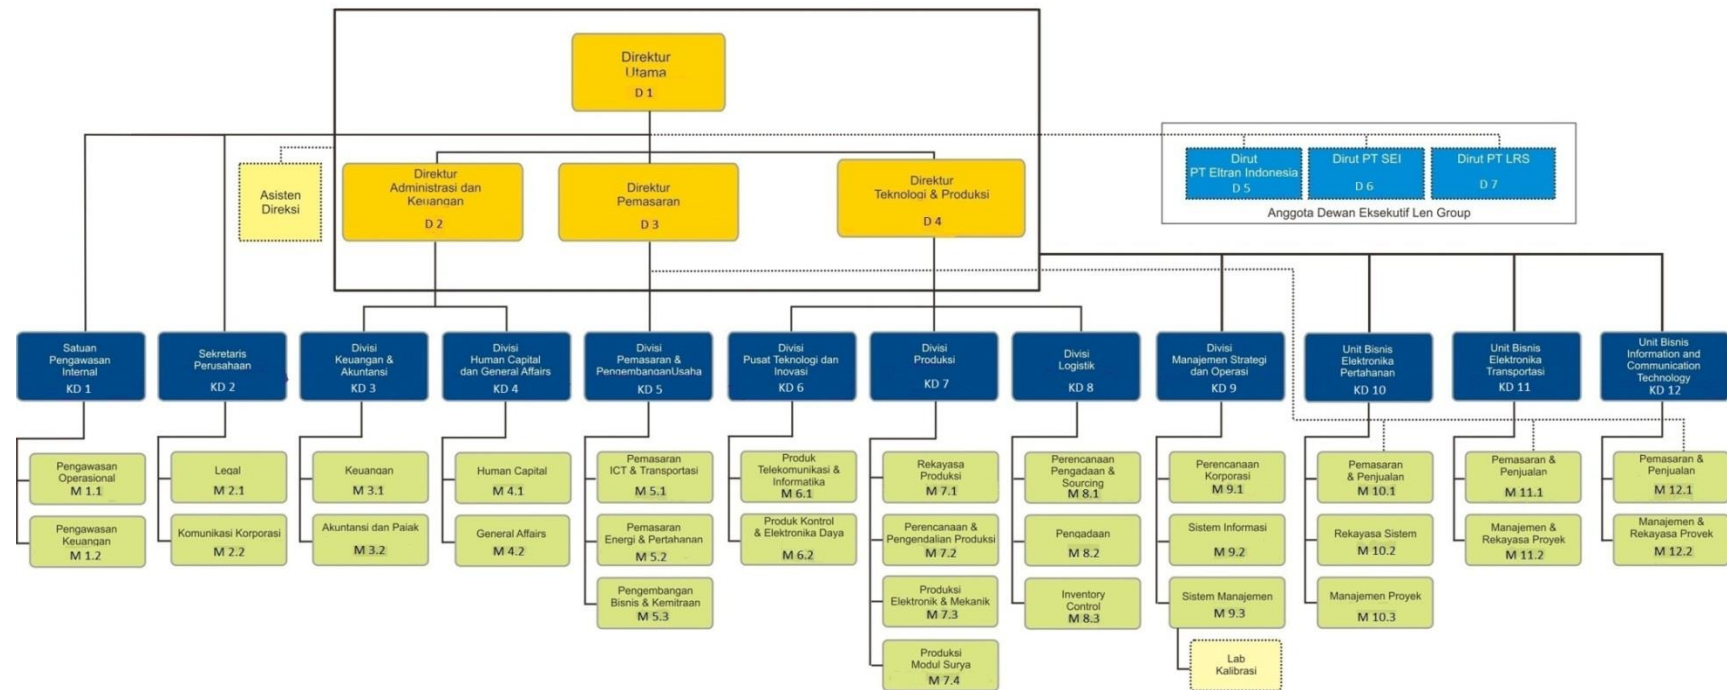 Direktur
Utama
D 1
Asisten
Direksi
Direktur
Administrasi dan
Keuangan
D 2
Direktur
Pemasaran
D 3
Direktur
Teknologi & Produksi
D 4
Dirut
PT Eltran Indonesia
D 5
Dirut PT SEI
D 6
Dirut PT LRS
D 7
Anggota Dewan Eksekutif Len Group
Satuan
Pengawasan
Internal
KD 1
Sekretaris
Perusahaan
KD 2
Divisi
Keuangan &
Akuntansi
KD 3
Divisi
Human Capital
dan General Affairs
KD 4
Divisi
Pemasaran &
PengembanganUsaha
KD 5
Divisi
Pusat Teknologi dan
Inovasi
KD 6
Divisi
Produksi
KD 7
Divisi
Logistik
KD 8
Divisi
Manajemen Strategi
dan Operasi
KD 9
Unit Bisnis
Elektronika
Pertahanan
KD 10
Unit Bisnis
Elektronika
Transportasi
KD 11
Unit Bisnis
Information and
Communication
Technology
KD 12
Pengawasan
Operasional
M 1.1
Pengawasan
Keuangan
M 1.2
Legal
M 2.1
Komunikasi Korporasi
M 2.2
Keuangan
M 3.1
Akuntansi dan Pajak
M 3.2
Human Capital
M 4.1
General Affairs
M 4.2
Pemasaran
ICT & Transportasi
M 5.1
Pemasaran
Energi & Pertahanan
M 5.2
Pengembangan
Bisnis & Kemitraan
M 5.3
Produk
Telekomunikasi &
Informatika
M 6.1
Produk Kontrol
& Elektronika Daya
M 6.2
Rekayasa
Produksi
M 7.1
Perencanaan &
Pengendalian Produksi
M 7.2
Produksi
Elektronik & Mekanik
M 7.3
Produksi
Modul Surya
M 7.4
Perencanaan
Pengadaan &
Sourcing
M 8.1
Pengadaan
M 8.2
Inventory
Control
M 8.3
Perencanaan
Korporasi
M 9.1
Sistem Informasi
M 9.2
Sistem Manajemen
M 9.3
Lab
Kalibrasi
Pemasaran
& Penjualan
M 10.1
Rekayasa Sistem
M 10.2
Manajemen Proyek
M 10.3
Pemasaran &
Penjualan
M 11.1
Manajemen &
Rekayasa Proyek
M 11.2
Pemasaran &
Penjualan
M 12.1
Manajemen &
Rekayasa Proyek
M 12.2